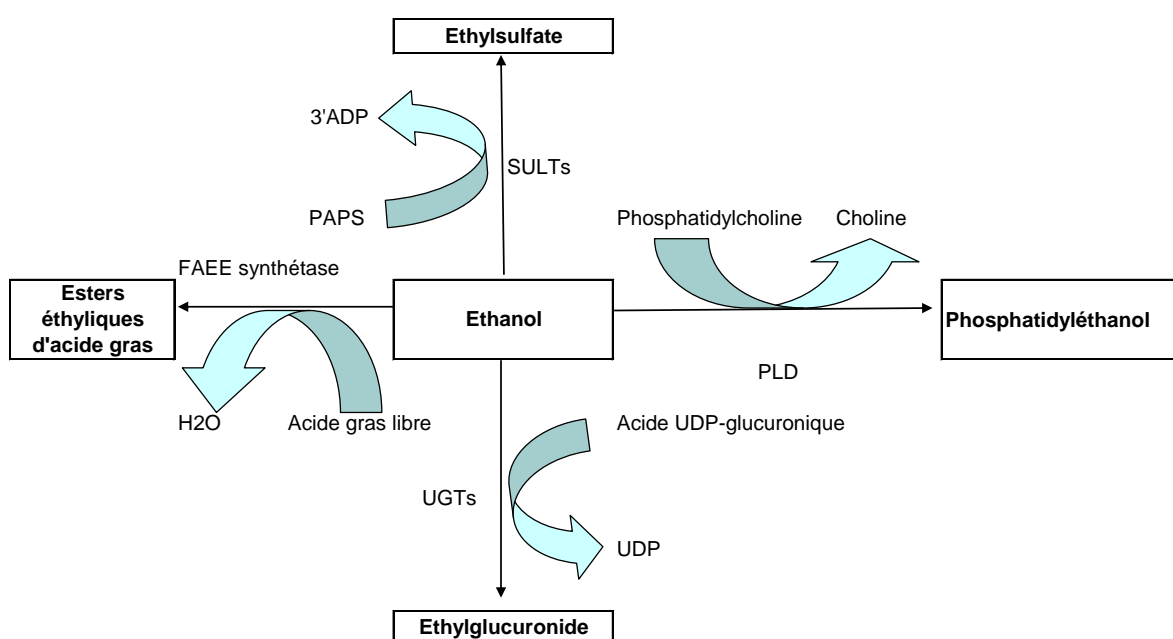 Ethylsulfate
3'ADP
SULTs
PAPS
Phosphatidylcholine
Choline
FAEE synthétase
Esters
éthyliques
d'acide gras
Ethanol
Phosphatidyléthanol
PLD
H2O
Acide gras libre
Acide UDP-glucuronique
UGTs
UDP
Ethylglucuronide